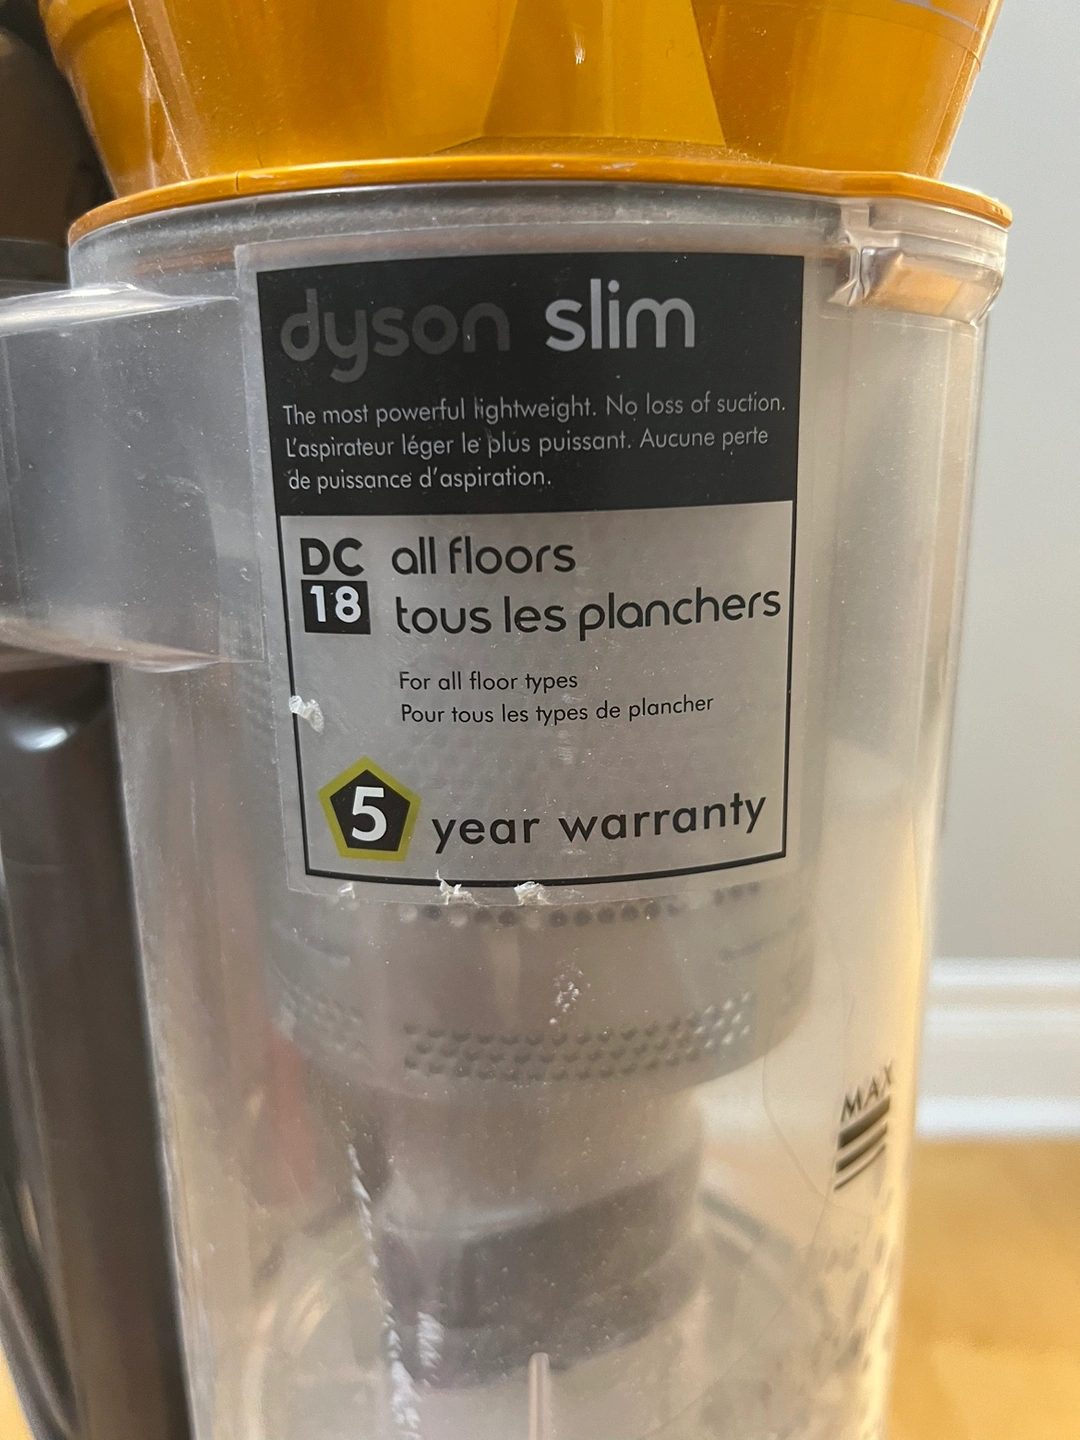 dyson slim
The most powerful lightweight. No loss of suction.
L'aspirateur léger le plus puissant. Aucune perte
de puissance d'aspiration.
DC all floors
18 tous les planchers
For all floor types
Pour tous les types de plancher
5 year warranty
MAX